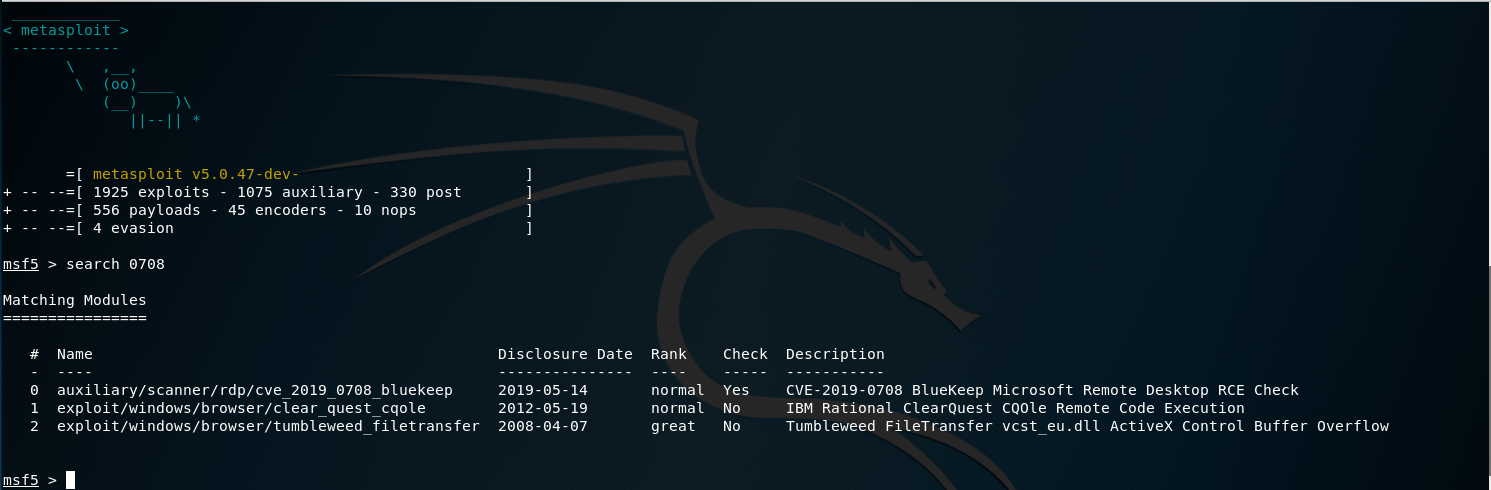 ____________
< metasploit >
 ------------
       \   ,__,
        \  (oo)____
           (__)    )\
              ||--|| *
       =[ metasploit v5.0.47-dev-                         ]
+ -- --=[ 1925 exploits - 1075 auxiliary - 330 post       ]
+ -- --=[ 556 payloads - 45 encoders - 10 nops            ]
+ -- --=[ 4 evasion                                       ]
msf5 > search 0708
Matching Modules
================
   #  Name                                             Disclosure Date  Rank    Check  Description
   -  ----                                             ---------------  ----    -----  -----------
   0  auxiliary/scanner/rdp/cve_2019_0708_bluekeep     2019-05-14       normal  Yes    CVE-2019-0708 BlueKeep Microsoft Remote Desktop RCE Check
   1  exploit/windows/browser/clear_quest_cqole        2012-05-19       normal  No     IBM Rational ClearQuest CQOle Remote Code Execution
   2  exploit/windows/browser/tumbleweed_filetransfer  2008-04-07       great   No     Tumbleweed FileTransfer vcst_eu.dll ActiveX Control Buffer Overflow
msf5 >